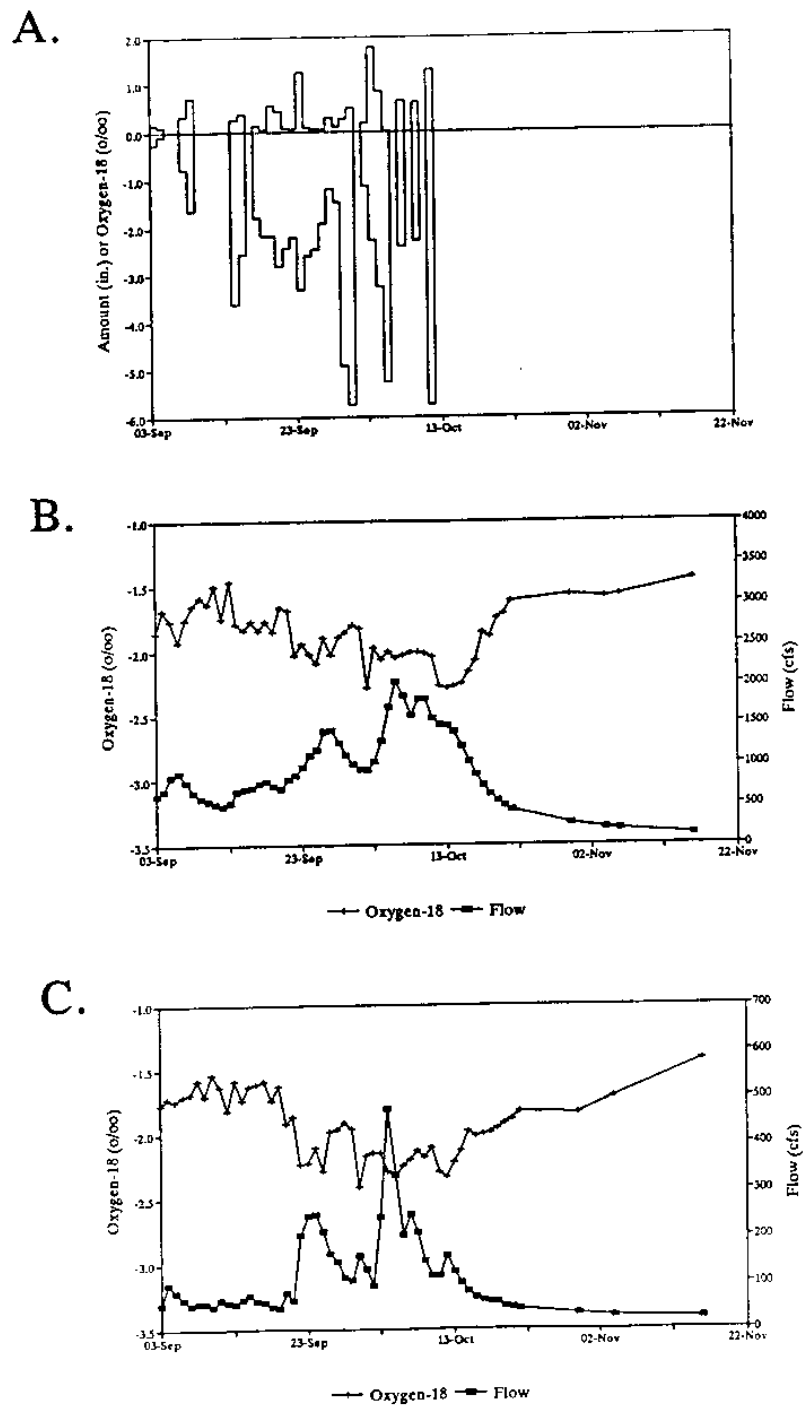 A.
Amount (in.) or Oxygen-18 (o/oo)
2.0
1.0
0.0
-1.0
-2.0
-3.0
-4.0
-5.0
-6.0
03-Sep 23-Sep 13-Oct 02-Nov 22-Nov
B.
Oxygen-18 (o/oo)
-1.0
-1.5
-2.0
-2.5
-3.0
-3.5
4000
3500
3000
2500
2000
1500
1000
500
0
Flow (cfs)
03-Sep 23-Sep 13-Oct 02-Nov 22-Nov
Oxygen-18 Flow
C.
Oxygen-18 (o/oo)
-1.0
-1.5
-2.0
-2.5
-3.0
-3.5
700
600
500
400
300
200
100
0
Flow (cfs)
03-Sep 23-Sep 13-Oct 02-Nov 22-Nov
Oxygen-18 Flow